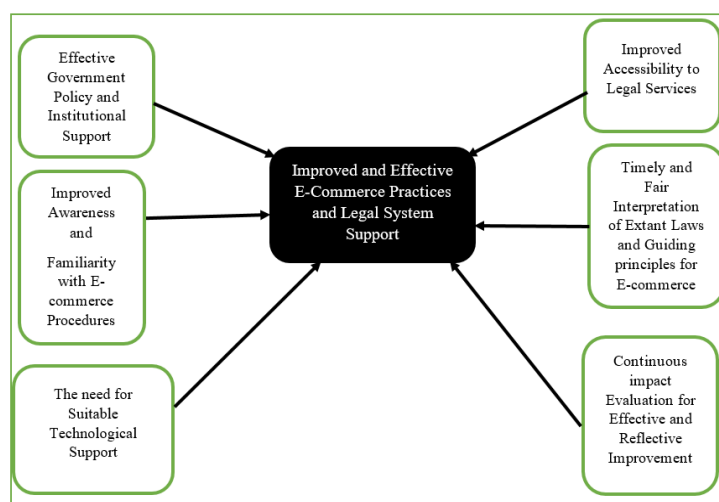 Effective
Government
Policy and
Institutional
Support
Improved
Awareness and
Familiarity with E-
commerce
Procedures
The need for
Suitable
Technological
Support
Improved and Effective
E-Commerce Practices
and Legal System
Support
Improved
Accessibility to
Legal Services
Timely and
Fair
Interpretation
of Extant Laws
and Guiding
principles for
E-commerce
Continuous
impact
Evaluation for
Effective and
Reflective
Improvement